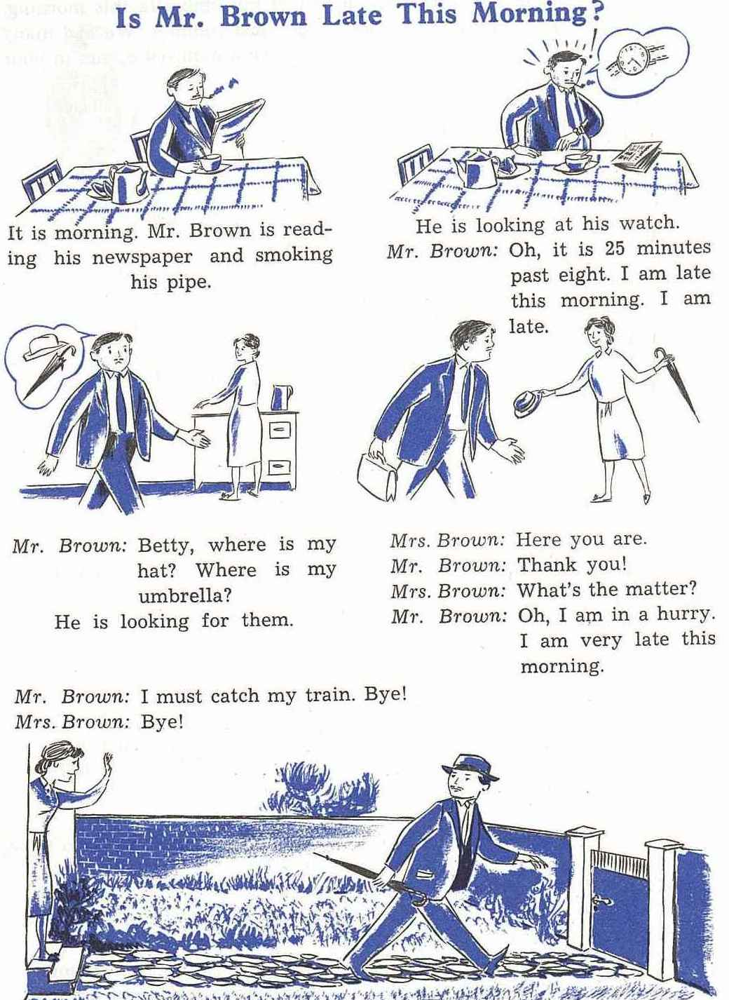 Is Mr. Brown Late This Morning?
It is morning. Mr. Brown is read-
ing his newspaper and smoking
his pipe.
He is looking at his watch.
Mr. Brown: Oh, it is 25 minutes
past eight. I am late
this morning. I am
late.
Mr. Brown: Betty, where is my
hat? Where is my
umbrella?
He is looking for them.
Mrs. Brown: Here you are.
Mr. Brown: Thank you!
Mrs. Brown: What's the matter?
Mr. Brown: Oh, I am in a hurry.
I am very late this
morning.
Mr. Brown: I must catch my train. Bye!
Mrs. Brown: Bye!